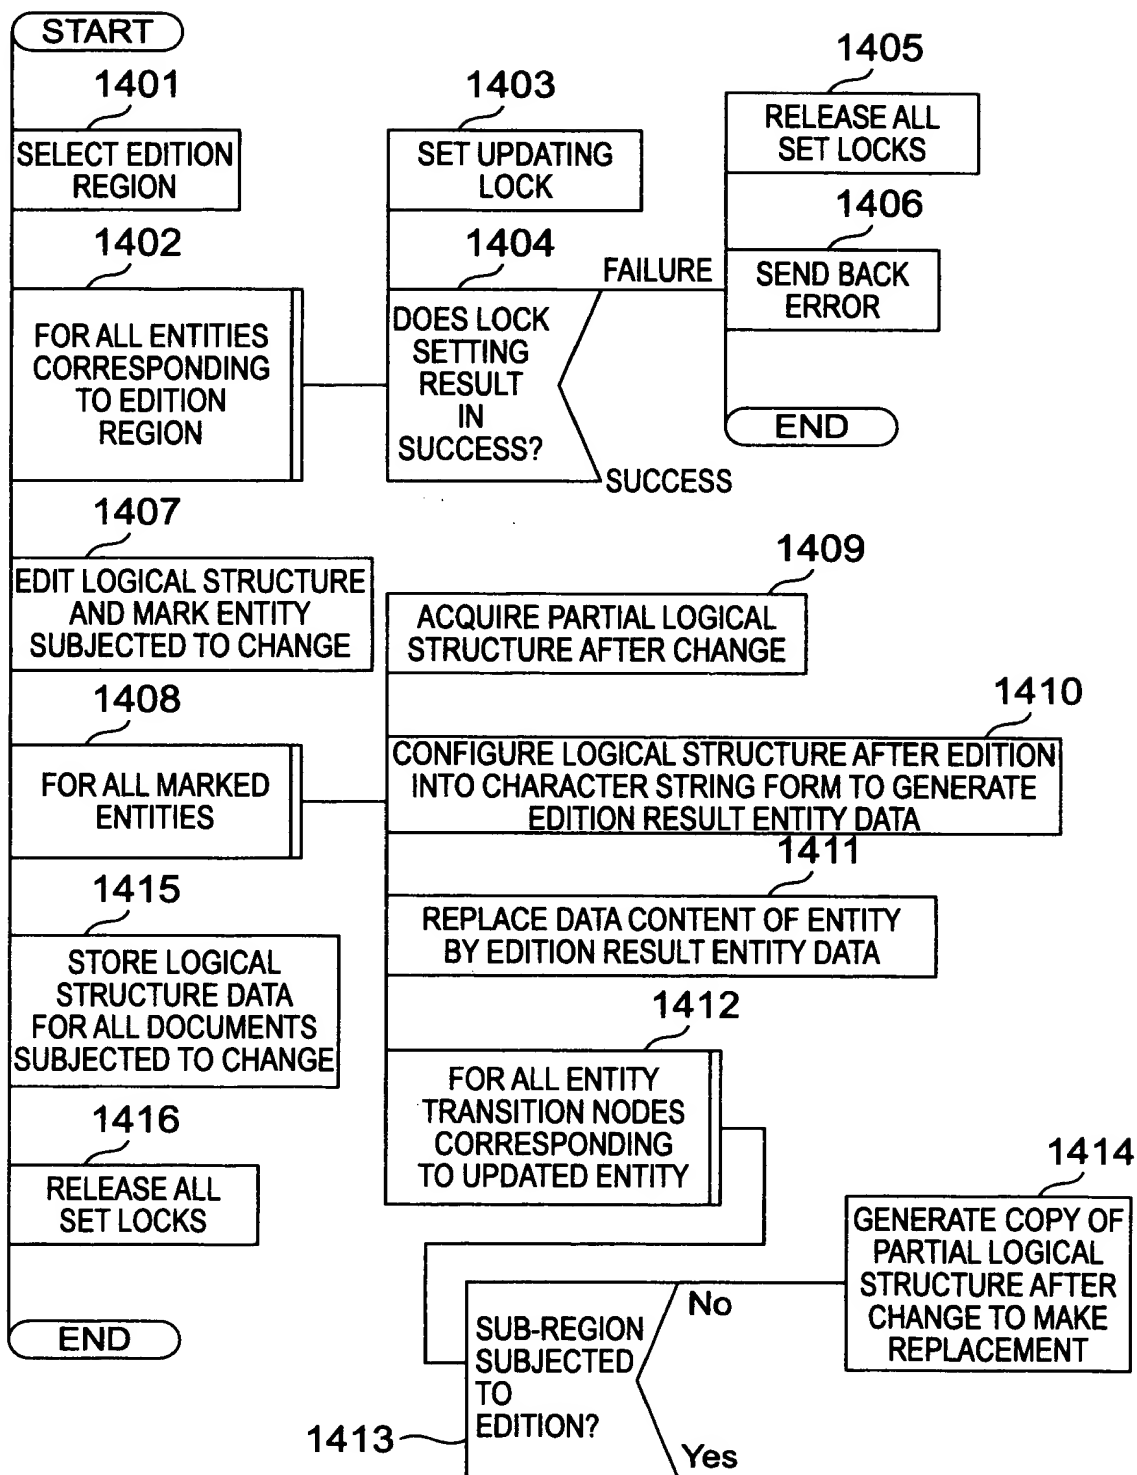 START
1401
SELECT EDITION
REGION
1402
FOR ALL ENTITIES
CORRESPONDING
TO EDITION
REGION
1403
SET UPDATING
LOCK
1404
DOES LOCK
SETTING
RESULT
IN
SUCCESS?
FAILURE
SUCCESS
1405
RELEASE ALL
SET LOCKS
1406
SEND BACK
ERROR
END
1407
EDIT LOGICAL STRUCTURE
AND MARK ENTITY
SUBJECTED TO CHANGE
1408
FOR ALL MARKED
ENTITIES
1409
ACQUIRE PARTIAL LOGICAL
STRUCTURE AFTER CHANGE
1410
CONFIGURE LOGICAL STRUCTURE AFTER EDITION
INTO CHARACTER STRING FORM TO GENERATE
EDITION RESULT ENTITY DATA
1411
REPLACE DATA CONTENT OF ENTITY
BY EDITION RESULT ENTITY DATA
1412
FOR ALL ENTITY
TRANSITION NODES
CORRESPONDING
TO UPDATED ENTITY
1413
SUB-REGION
SUBJECTED
TO
EDITION?
No
Yes
1414
GENERATE COPY OF
PARTIAL LOGICAL
STRUCTURE AFTER
CHANGE TO MAKE
REPLACEMENT
1415
STORE LOGICAL
STRUCTURE DATA
FOR ALL DOCUMENTS
SUBJECTED TO CHANGE
1416
RELEASE ALL
SET LOCKS
END